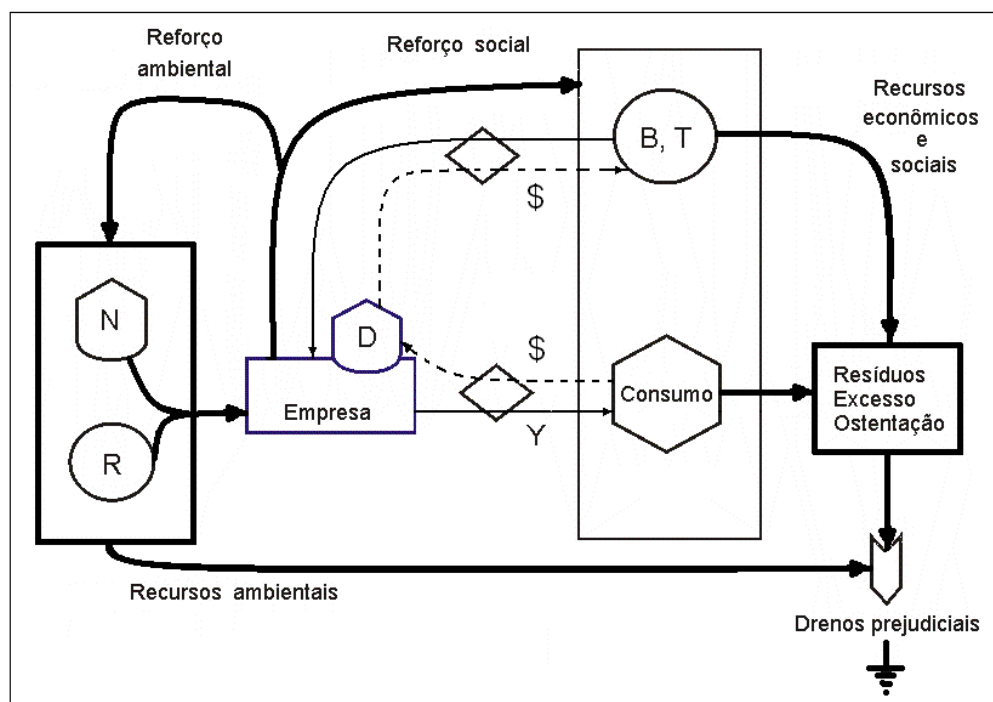 Reforço
ambiental
Reforço social
Recursos
econômicos
e
sociais
B, T
$
N
D
$
Empresa
Consumo
Resíduos
Excesso
Ostentação
Y
R
Recursos ambientais
Drenos prejudiciais